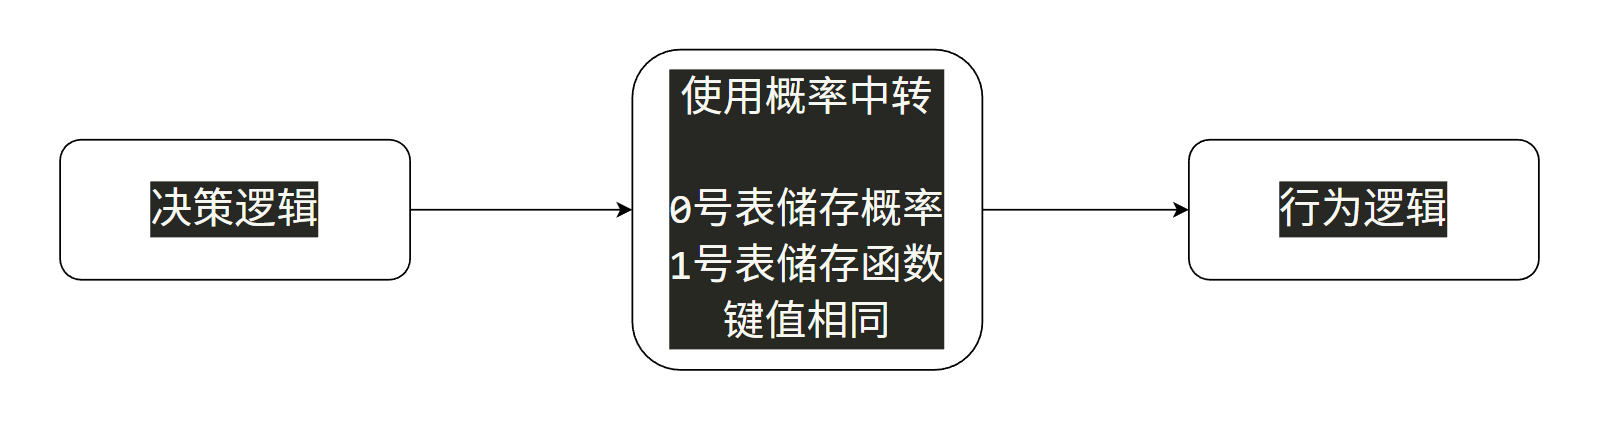 决策逻辑
使用概率中转
0号表储存概率
1号表储存函数
键值相同
行为逻辑